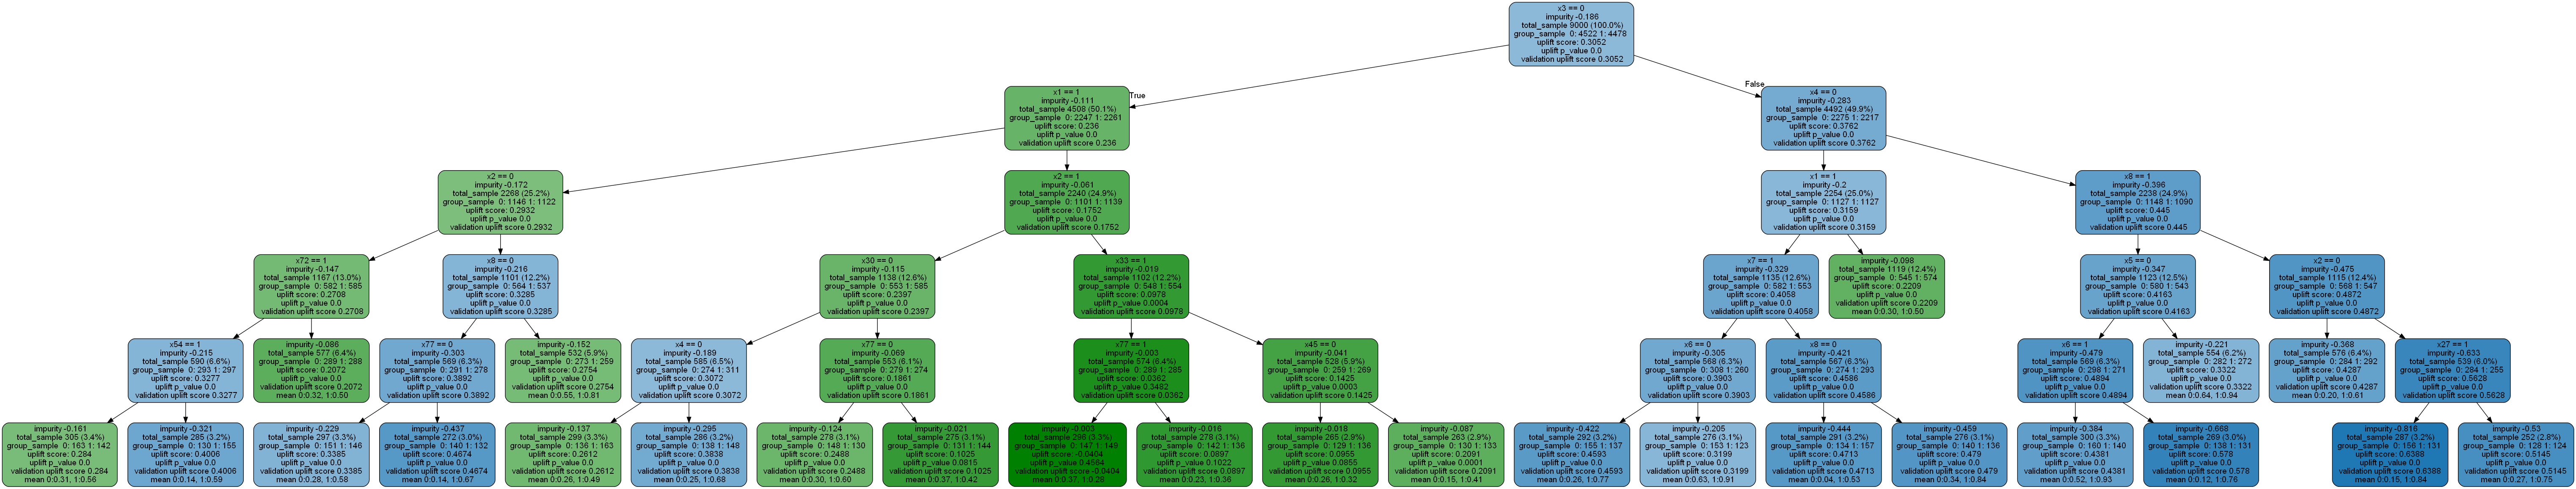 x3 == 0
impurity -0.186
total_sample 9000 (100.0%)
group_sample 0: 4522 1: 4478
uplift score: 0.3052
uplift p_value 0.0
validation uplift score 0.3052
True
False
x1 == 1
impurity -0.111
total_sample 4508 (50.1%)
group_sample 0: 2247 1: 2261
uplift score: 0.236
uplift p_value 0.0
validation uplift score 0.236
x4 == 0
impurity -0.283
total_sample 4492 (49.9%)
group_sample 0: 2275 1: 2217
uplift score: 0.3762
uplift p_value 0.0
validation uplift score 0.3762
x2 == 0
impurity -0.172
total_sample 2268 (25.2%)
group_sample 0: 1146 1: 1122
uplift score: 0.2932
uplift p_value 0.0
validation uplift score 0.2932
x2 == 1
impurity -0.061
total_sample 2240 (24.9%)
group_sample 0: 1101 1: 1139
uplift score: 0.1752
uplift p_value 0.0
validation uplift score 0.1752
x1 == 1
impurity -0.2
total_sample 2254 (25.0%)
group_sample 0: 1127 1: 1127
uplift score: 0.3159
uplift p_value 0.0
validation uplift score 0.3159
x8 == 1
impurity -0.396
total_sample 2238 (24.9%)
group_sample 0: 1148 1: 1090
uplift score: 0.445
uplift p_value 0.0
validation uplift score 0.445
x72 == 1
impurity -0.147
total_sample 1167 (13.0%)
group_sample 0: 582 1: 585
uplift score: 0.2708
uplift p_value 0.0
validation uplift score 0.2708
x8 == 0
impurity -0.216
total_sample 1101 (12.2%)
group_sample 0: 564 1: 537
uplift score: 0.3285
uplift p_value 0.0
validation uplift score 0.3285
x30 == 0
impurity -0.115
total_sample 1138 (12.6%)
group_sample 0: 553 1: 585
uplift score: 0.2397
uplift p_value 0.0
validation uplift score 0.2397
x33 == 1
impurity -0.019
total_sample 1102 (12.2%)
group_sample 0: 548 1: 554
uplift score: 0.0978
uplift p_value 0.0004
validation uplift score 0.0978
x7 == 1
impurity -0.329
total_sample 1135 (12.6%)
group_sample 0: 582 1: 553
uplift score: 0.4058
uplift p_value 0.0
validation uplift score 0.4058
impurity -0.098
total_sample 1119 (12.4%)
group_sample 0: 545 1: 574
uplift score: 0.2209
uplift p_value 0.0
validation uplift score 0.2209
mean 0:0.30, 1:0.50
x5 == 0
impurity -0.347
total_sample 1123 (12.5%)
group_sample 0: 580 1: 543
uplift score: 0.4163
uplift p_value 0.0
validation uplift score 0.4163
x2 == 0
impurity -0.475
total_sample 1115 (12.4%)
group_sample 0: 568 1: 547
uplift score: 0.4872
uplift p_value 0.0
validation uplift score 0.4872
x54 == 1
impurity -0.215
total_sample 590 (6.6%)
group_sample 0: 293 1: 297
uplift score: 0.3277
uplift p_value 0.0
validation uplift score 0.3277
impurity -0.086
total_sample 577 (6.4%)
group_sample 0: 289 1: 288
uplift score: 0.2072
uplift p_value 0.0
validation uplift score 0.2072
mean 0:0.32, 1:0.50
x77 == 0
impurity -0.303
total_sample 569 (6.3%)
group_sample 0: 291 1: 278
uplift score: 0.3892
uplift p_value 0.0
validation uplift score 0.3892
impurity -0.152
total_sample 532 (5.9%)
group_sample 0: 273 1: 259
uplift score: 0.2754
uplift p_value 0.0
validation uplift score 0.2754
mean 0:0.55, 1:0.81
x4 == 0
impurity -0.189
total_sample 585 (6.5%)
group_sample 0: 274 1: 311
uplift score: 0.3072
uplift p_value 0.0
validation uplift score 0.3072
x77 == 0
impurity -0.069
total_sample 553 (6.1%)
group_sample 0: 279 1: 274
uplift score: 0.1861
uplift p_value 0.0
validation uplift score 0.1861
x77 == 1
impurity -0.003
total_sample 574 (6.4%)
group_sample 0: 289 1: 285
uplift score: 0.0362
uplift p_value 0.3482
validation uplift score 0.0362
x45 == 0
impurity -0.041
total_sample 528 (5.9%)
group_sample 0: 259 1: 269
uplift score: 0.1425
uplift p_value 0.0003
validation uplift score 0.1425
x6 == 0
impurity -0.305
total_sample 568 (6.3%)
group_sample 0: 308 1: 260
uplift score: 0.3903
uplift p_value 0.0
validation uplift score 0.3903
x8 == 0
impurity -0.421
total_sample 567 (6.3%)
group_sample 0: 274 1: 293
uplift score: 0.4586
uplift p_value 0.0
validation uplift score 0.4586
x6 == 1
impurity -0.479
total_sample 569 (6.3%)
group_sample 0: 298 1: 271
uplift score: 0.4894
uplift p_value 0.0
validation uplift score 0.4894
impurity -0.221
total_sample 554 (6.2%)
group_sample 0: 282 1: 272
uplift score: 0.3322
uplift p_value 0.0
validation uplift score 0.3322
mean 0:0.64, 1:0.94
impurity -0.368
total_sample 576 (6.4%)
group_sample 0: 284 1: 292
uplift score: 0.4287
uplift p_value 0.0
validation uplift score 0.4287
mean 0:0.20, 1:0.61
x27 == 1
impurity -0.633
total_sample 539 (6.0%)
group_sample 0: 284 1: 255
uplift score: 0.5628
uplift p_value 0.0
validation uplift score 0.5628
impurity -0.161
total_sample 305 (3.4%)
group_sample 0: 163 1: 142
uplift score: 0.284
uplift p_value 0.0
validation uplift score 0.284
mean 0:0.31, 1:0.56
impurity -0.321
total_sample 285 (3.2%)
group_sample 0: 130 1: 155
uplift score: 0.4006
uplift p_value 0.0
validation uplift score 0.4006
mean 0:0.14, 1:0.59
impurity -0.229
total_sample 297 (3.3%)
group_sample 0: 151 1: 146
uplift score: 0.3385
uplift p_value 0.0
validation uplift score 0.3385
mean 0:0.28, 1:0.58
impurity -0.437
total_sample 272 (3.0%)
group_sample 0: 140 1: 132
uplift score: 0.4674
uplift p_value 0.0
validation uplift score 0.4674
mean 0:0.14, 1:0.67
impurity -0.137
total_sample 299 (3.3%)
group_sample 0: 136 1: 163
uplift score: 0.2612
uplift p_value 0.0
validation uplift score 0.2612
mean 0:0.26, 1:0.49
impurity -0.295
total_sample 286 (3.2%)
group_sample 0: 138 1: 148
uplift score: 0.3838
uplift p_value 0.0
validation uplift score 0.3838
mean 0:0.25, 1:0.68
impurity -0.124
total_sample 278 (3.1%)
group_sample 0: 148 1: 130
uplift score: 0.2488
uplift p_value 0.0
validation uplift score 0.2488
mean 0:0.30, 1:0.60
impurity -0.021
total_sample 275 (3.1%)
group_sample 0: 131 1: 144
uplift score: 0.1025
uplift p_value 0.0815
validation uplift score 0.1025
mean 0:0.37, 1:0.42
impurity -0.003
total_sample 296 (3.3%)
group_sample 0: 147 1: 149
uplift score: -0.0404
uplift p_value 0.4564
validation uplift score -0.0404
mean 0:0.37, 1:0.28
impurity -0.016
total_sample 278 (3.1%)
group_sample 0: 142 1: 136
uplift score: 0.0897
uplift p_value 0.1022
validation uplift score 0.0897
mean 0:0.23, 1:0.36
impurity -0.018
total_sample 265 (2.9%)
group_sample 0: 129 1: 136
uplift score: 0.0955
uplift p_value 0.0855
validation uplift score 0.0955
mean 0:0.26, 1:0.32
impurity -0.087
total_sample 263 (2.9%)
group_sample 0: 130 1: 133
uplift score: 0.2091
uplift p_value 0.0001
validation uplift score 0.2091
mean 0:0.15, 1:0.41
impurity -0.422
total_sample 292 (3.2%)
group_sample 0: 155 1: 137
uplift score: 0.4593
uplift p_value 0.0
validation uplift score 0.4593
mean 0:0.26, 1:0.77
impurity -0.205
total_sample 276 (3.1%)
group_sample 0: 153 1: 123
uplift score: 0.3199
uplift p_value 0.0
validation uplift score 0.3199
mean 0:0.63, 1:0.91
impurity -0.444
total_sample 291 (3.2%)
group_sample 0: 134 1: 157
uplift score: 0.4713
uplift p_value 0.0
validation uplift score 0.4713
mean 0:0.04, 1:0.53
impurity -0.459
total_sample 276 (3.1%)
group_sample 0: 140 1: 136
uplift score: 0.479
uplift p_value 0.0
validation uplift score 0.479
mean 0:0.34, 1:0.84
impurity -0.384
total_sample 300 (3.3%)
group_sample 0: 160 1: 140
uplift score: 0.4381
uplift p_value 0.0
validation uplift score 0.4381
mean 0:0.52, 1:0.93
impurity -0.668
total_sample 269 (3.0%)
group_sample 0: 138 1: 131
uplift score: 0.578
uplift p_value 0.0
validation uplift score 0.578
mean 0:0.12, 1:0.76
impurity -0.816
total_sample 287 (3.2%)
group_sample 0: 156 1: 131
uplift score: 0.6388
uplift p_value 0.0
validation uplift score 0.6388
mean 0:0.15, 1:0.84
impurity -0.53
total_sample 252 (2.8%)
group_sample 0: 128 1: 124
uplift score: 0.5145
uplift p_value 0.0
validation uplift score 0.5145
mean 0:0.27, 1:0.75